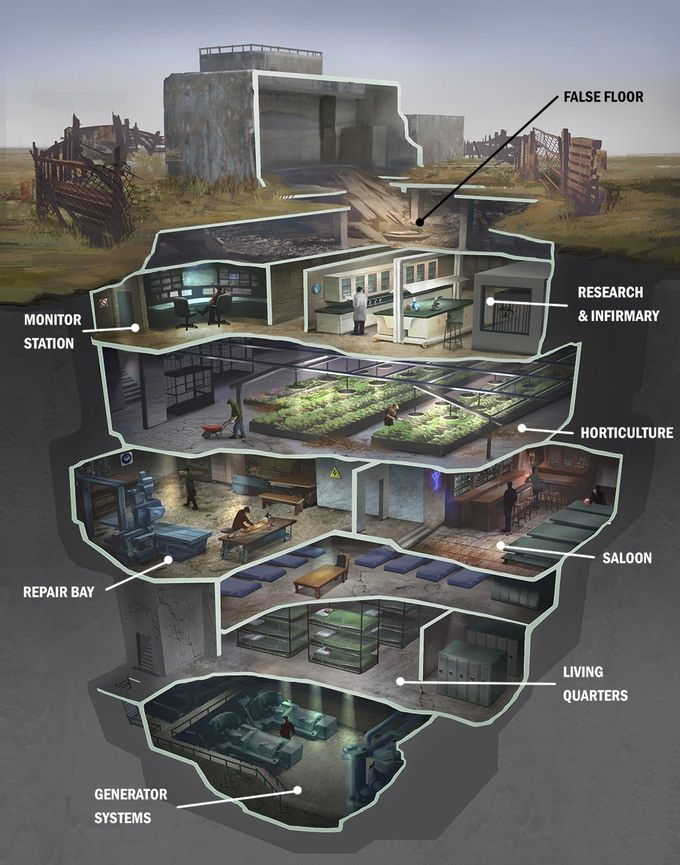 FALSE FLOOR
RESEARCH
& INFIRMARY
MONITOR
STATION
HORTICULTURE
SALOON
REPAIR BAY
LIVING
QUARTERS
GENERATOR
SYSTEMS